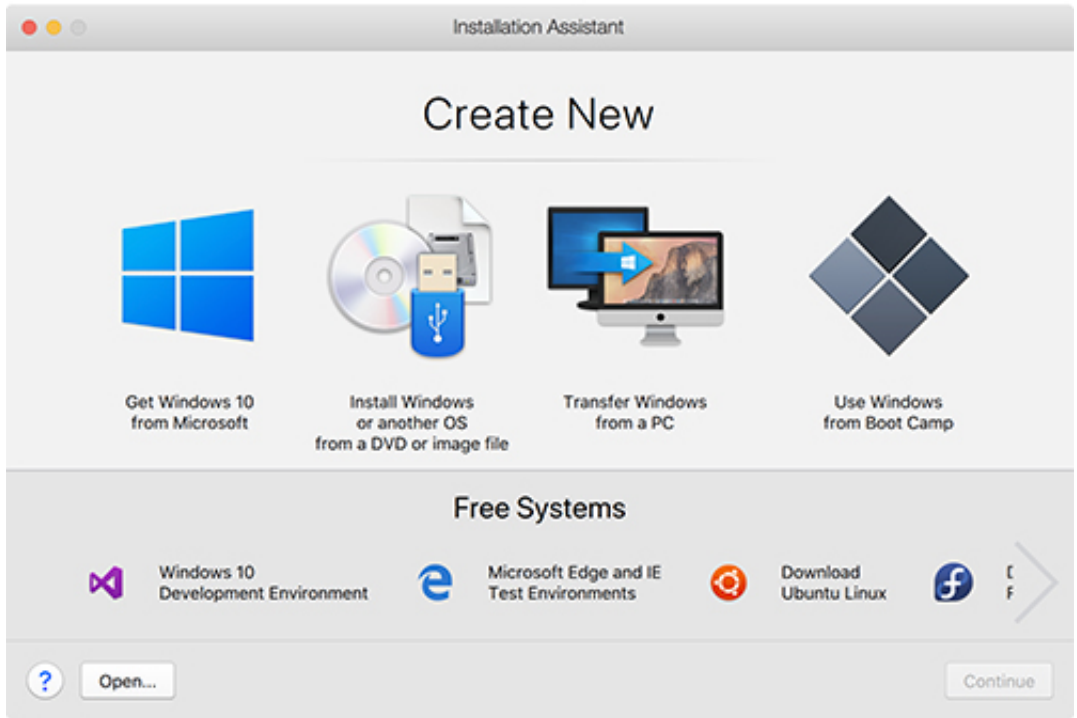 Installation Assistant
Create New
Get Windows 10
from Microsoft
Install Windows
or another OS
from a DVD or image file
Transfer Windows
from a PC
Use Windows
from Boot Camp
Free Systems
Windows 10
Development Environment
Microsoft Edge and IE
Test Environments
Download
Ubuntu Linux
?
Open...
Continue